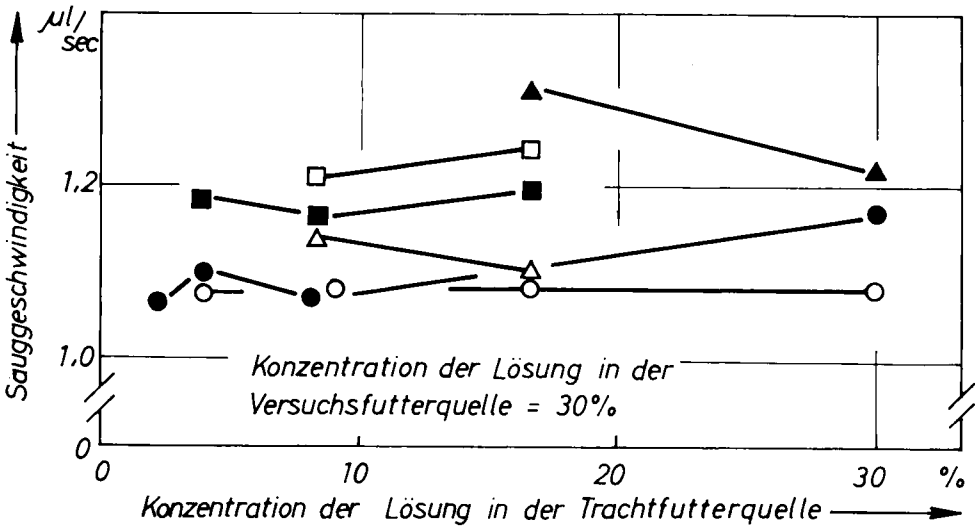 µl/
sec
Sauggeschwindigkeit
1,2
1,0
0
Konzentration der Lösung in der
Versuchsfutterquelle = 30%
0 10 20 30 %
Konzentration der Lösung in der Trachtfutterquelle